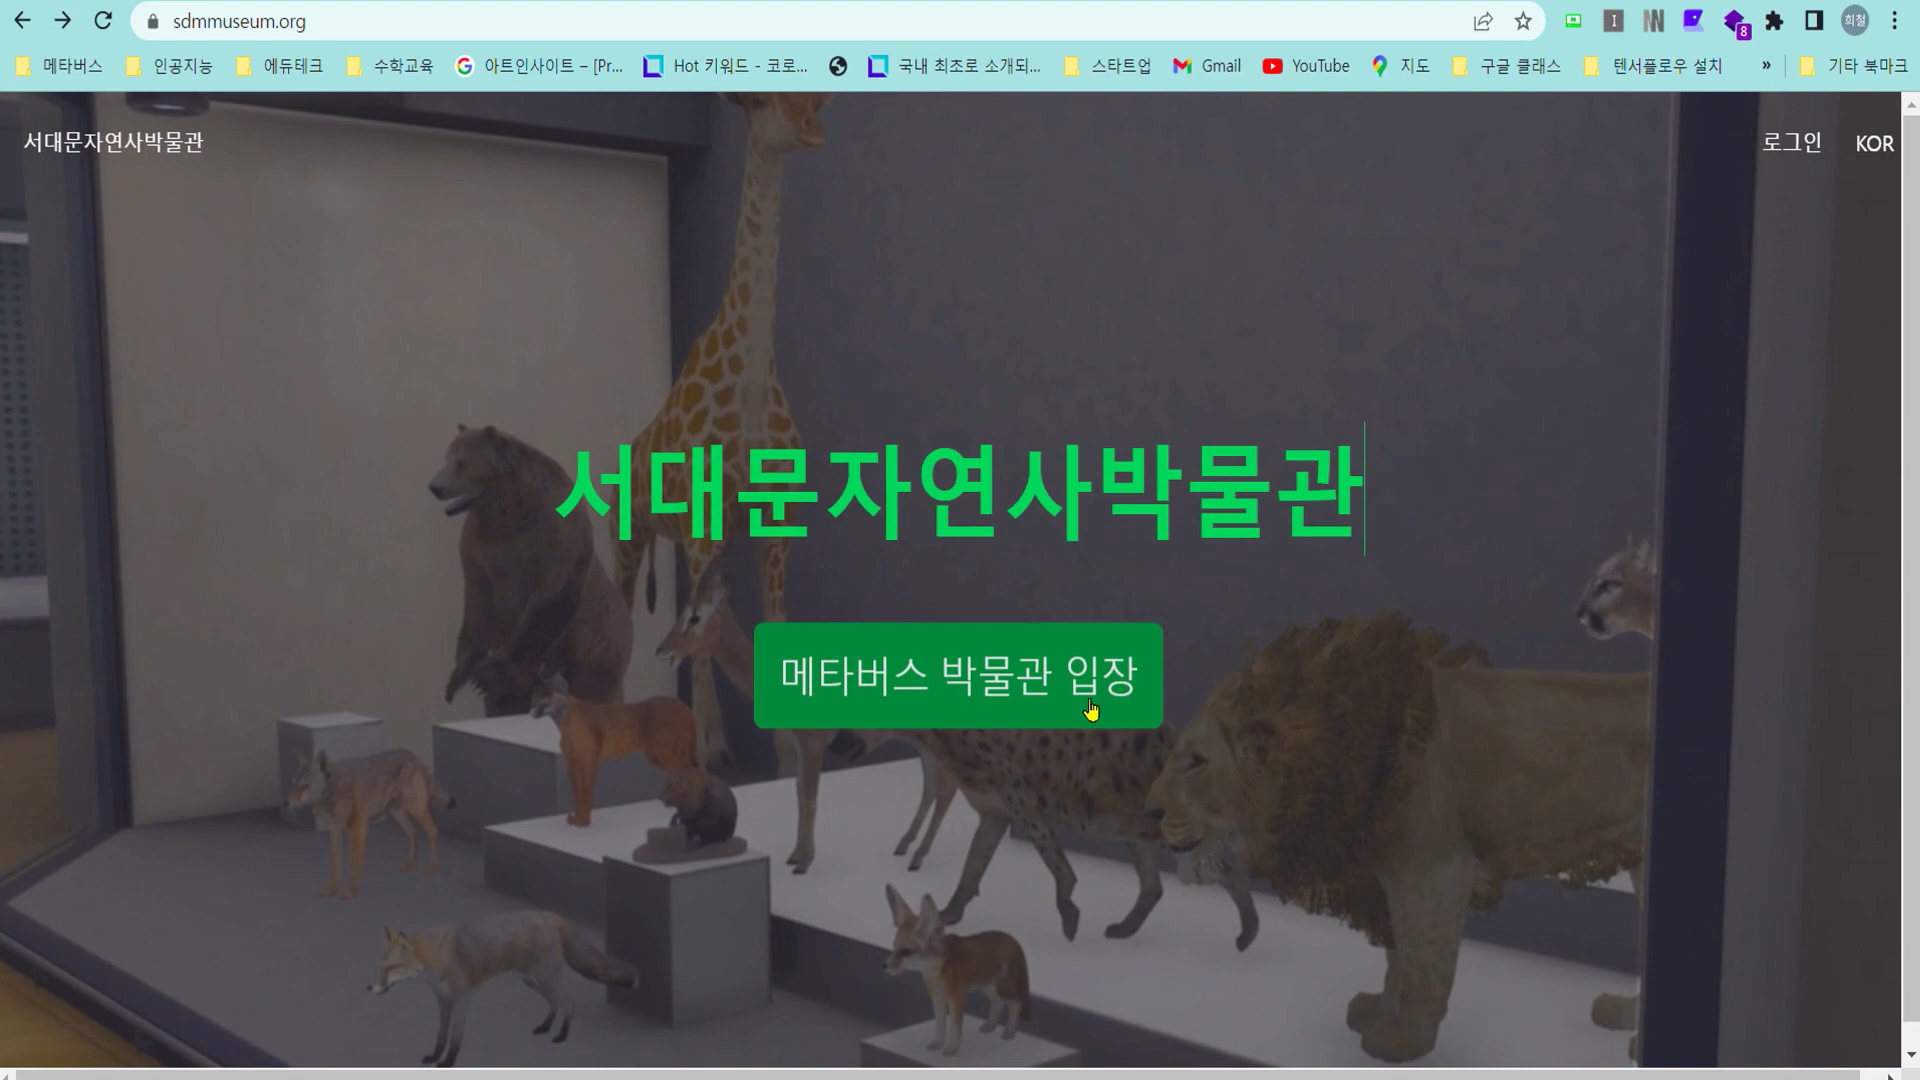 sdmmuseum.org
희철
8
메타버스 인공지능 에듀테크 수학교육 아트인사이트 – [Pr... Hot 키워드 - 코로... 국내 최초로 소개되... 스타트업 Gmail YouTube 지도 구글 클래스 텐서플로우 설치 » 기타 북마크
서대문자연사박물관 로그인 KOR
서대문자연사박물관
메타버스 박물관 입장